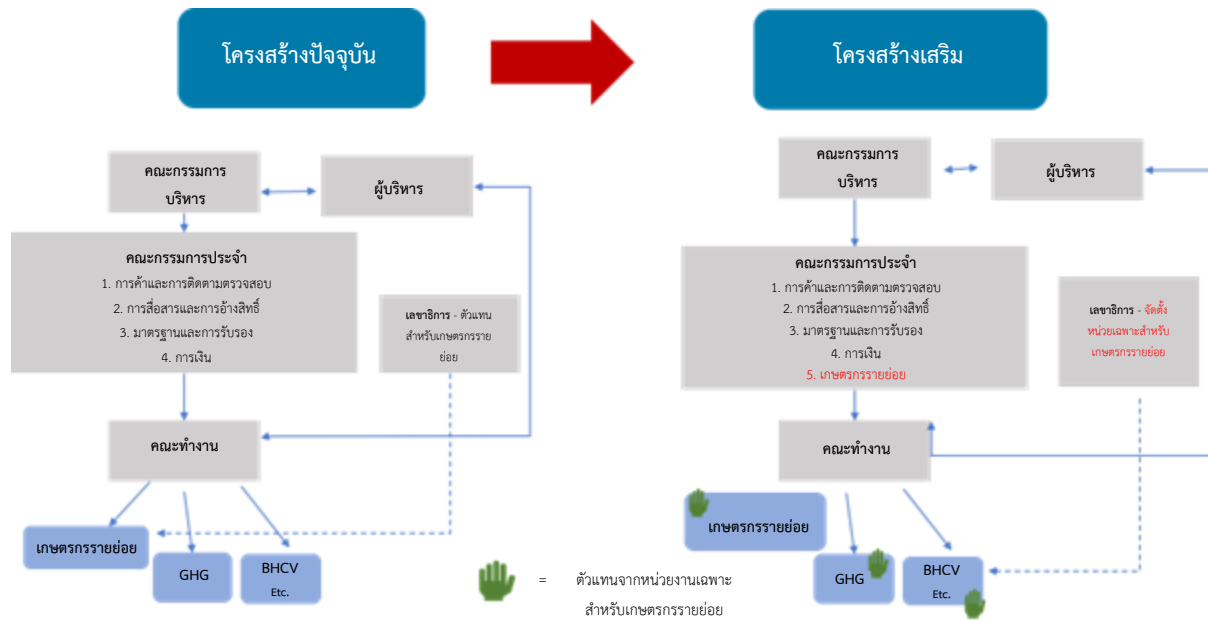 โครงสร้างปัจจุบัน
โครงสร้างเสริม
คณะกรรมการ
บริหาร
ผู้บริหาร
คณะกรรมการประจำ
1. การค้าและการติดตามตรวจสอบ
2. การสื่อสารและการอ้างสิทธิ์
3. มาตรฐานและการรับรอง
4. การเงิน
เลขาธิการ - ตัวแทน
สำหรับเกษตรกรราย
ย่อย
คณะทำงาน
เกษตรกรรายย่อย
GHG
BHCV
Etc.
คณะกรรมการ
บริหาร
ผู้บริหาร
คณะกรรมการประจำ
1. การค้าและการติดตามตรวจสอบ
2. การสื่อสารและการอ้างสิทธิ์
3. มาตรฐานและการรับรอง
4. การเงิน
5. เกษตรกรรายย่อย
เลขาธิการ - จัดตั้ง
หน่วยเฉพาะสำหรับ
เกษตรกรรายย่อย
คณะทำงาน
เกษตรกรรายย่อย
GHG
BHCV
Etc.
= ตัวแทนจากหน่วยงานเฉพาะ
สำหรับเกษตรกรรายย่อย